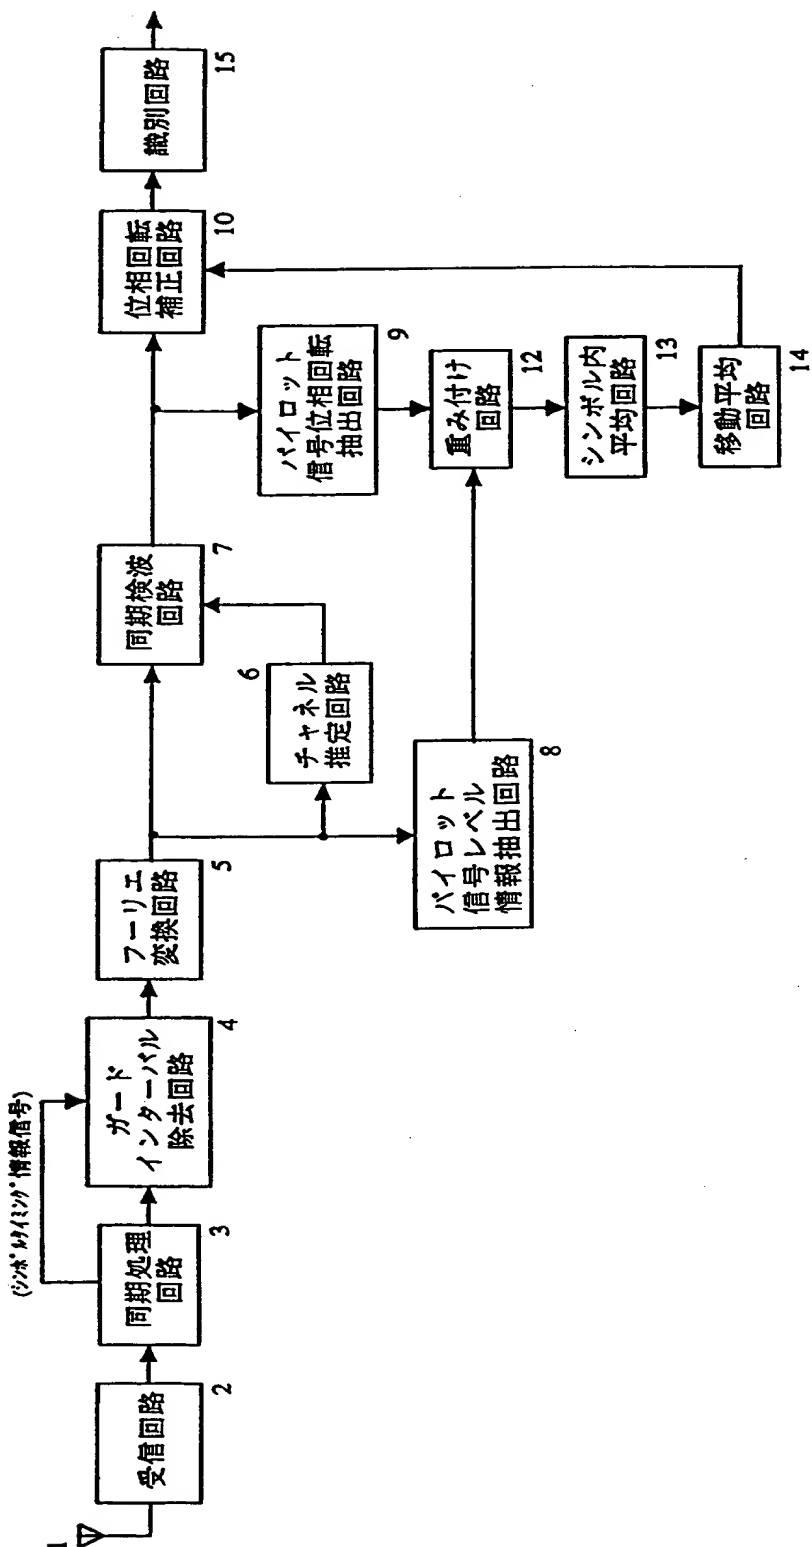 1
受信回路
2
同期処理
回路
3
(シンボルタイミング情報信号)
ガード
インターバル
除去回路
4
フーリエ
変換回路
5
チャネル
推定回路
6
同期検波
回路
7
パイロット
信号レベル
情報抽出回路
8
パイロット
信号位相回転
抽出回路
9
位相回転
補正回路
10
重み付け
回路
12
シンボル内
平均回路
13
移動平均
回路
14
識別回路
15